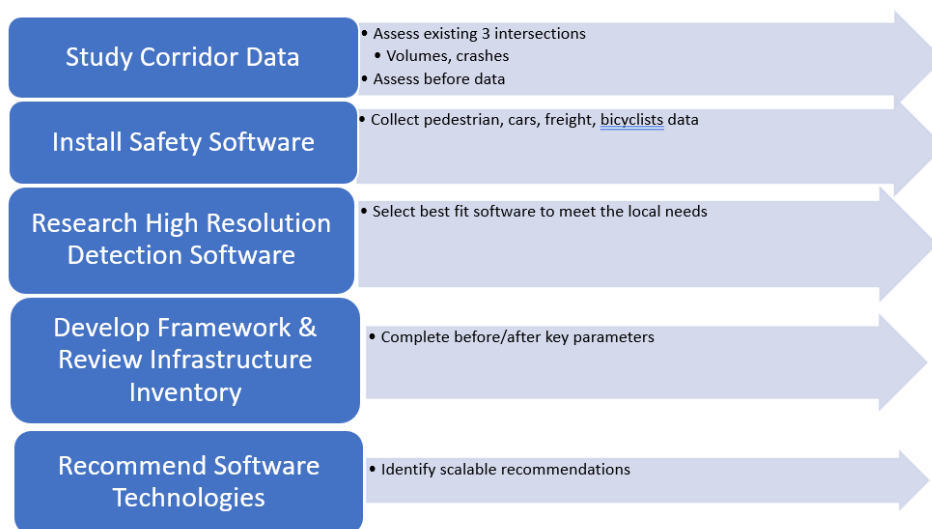 Study Corridor Data
• Assess existing 3 intersections
• Volumes, crashes
• Assess before data
Install Safety Software
• Collect pedestrian, cars, freight, bicyclists data
Research High Resolution
Detection Software
• Select best fit software to meet the local needs
Develop Framework &
Review Infrastructure
Inventory
• Complete before/after key parameters
Recommend Software
Technologies
• Identify scalable recommendations